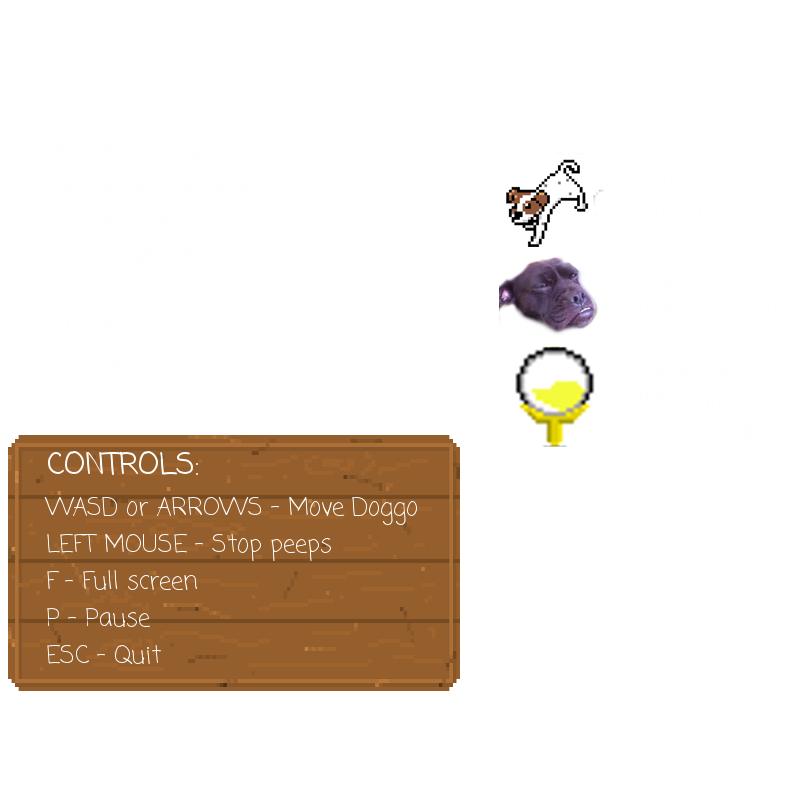 CONTROLS:
WASD or ARROWS - Move Doggo
LEFT MOUSE - Stop peeps
F - Full screen
P - Pause
ESC - Quit